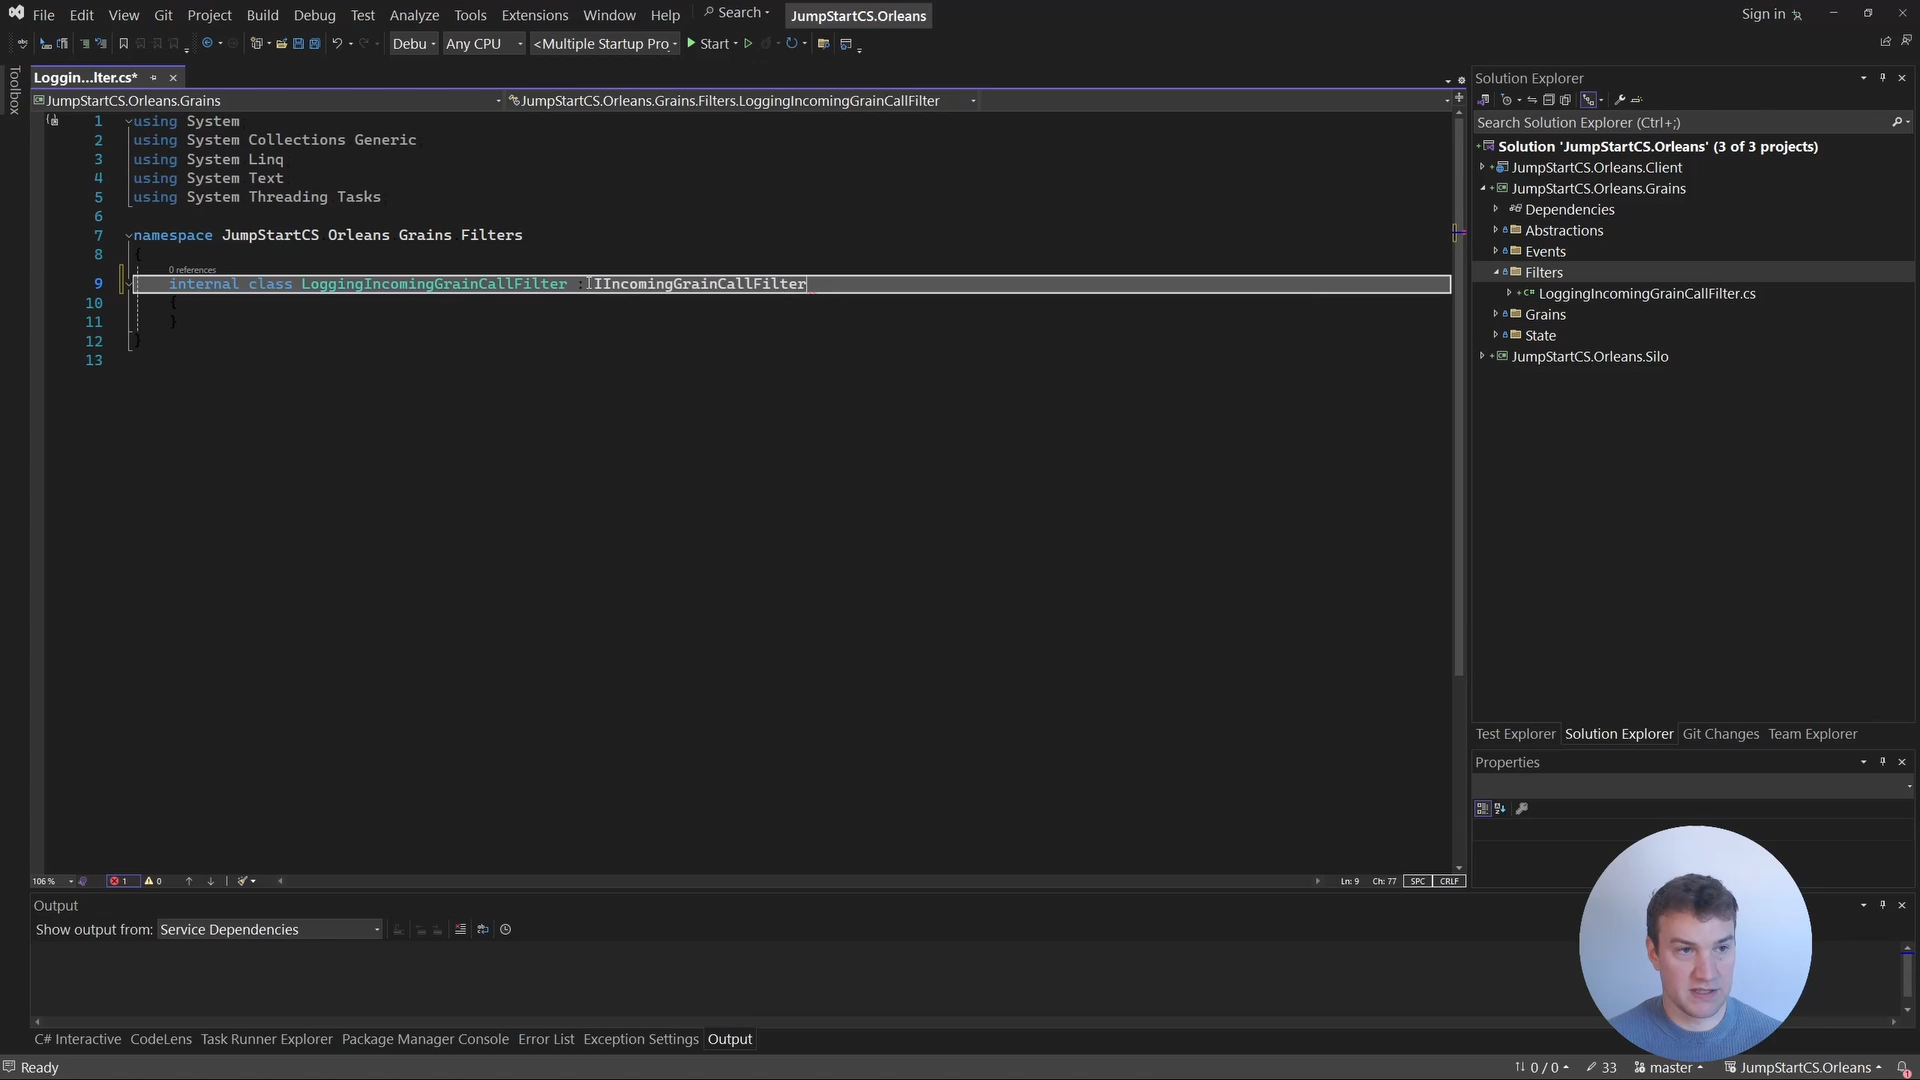 File Edit View Git Project Build Debug Test Analyze Tools Extensions Window Help Search JumpStartCS.Orleans Sign in
Debu Any CPU <Multiple Startup Pro Start
Toolbox
Loggin...lter.cs*
JumpStartCS.Orleans.Grains JumpStartCS.Orleans.Grains.Filters.LoggingIncomingGrainCallFilter
1 using System
2 using System Collections Generic
3 using System Linq
4 using System Text
5 using System Threading Tasks
6
7 namespace JumpStartCS Orleans Grains Filters
8 {
0 references
9 internal class LoggingIncomingGrainCallFilter : IIncomingGrainCallFilter
10 {
11 }
12 }
13
106 % 1 0 Ln: 9 Ch: 77 SPC CRLF
Output
Show output from: Service Dependencies
C# Interactive CodeLens Task Runner Explorer Package Manager Console Error List Exception Settings Output
Solution Explorer
Search Solution Explorer (Ctrl+;)
Solution 'JumpStartCS.Orleans' (3 of 3 projects)
JumpStartCS.Orleans.Client
JumpStartCS.Orleans.Grains
Dependencies
Abstractions
Events
Filters
LoggingIncomingGrainCallFilter.cs
Grains
State
JumpStartCS.Orleans.Silo
Test Explorer Solution Explorer Git Changes Team Explorer
Properties
Ready 0 / 0 33 master JumpStartCS.Orleans